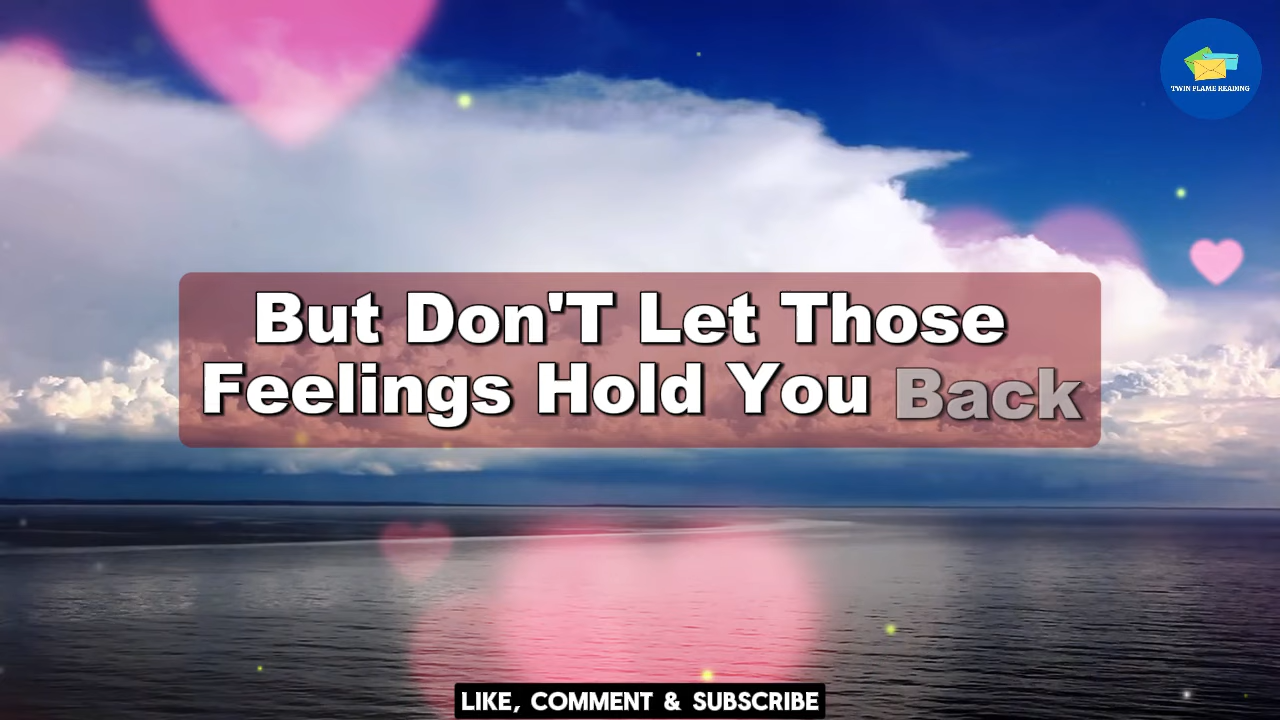 TWIN FLAME READING
But Don'T Let Those
Feelings Hold You Back
LIKE, COMMENT & SUBSCRIBE